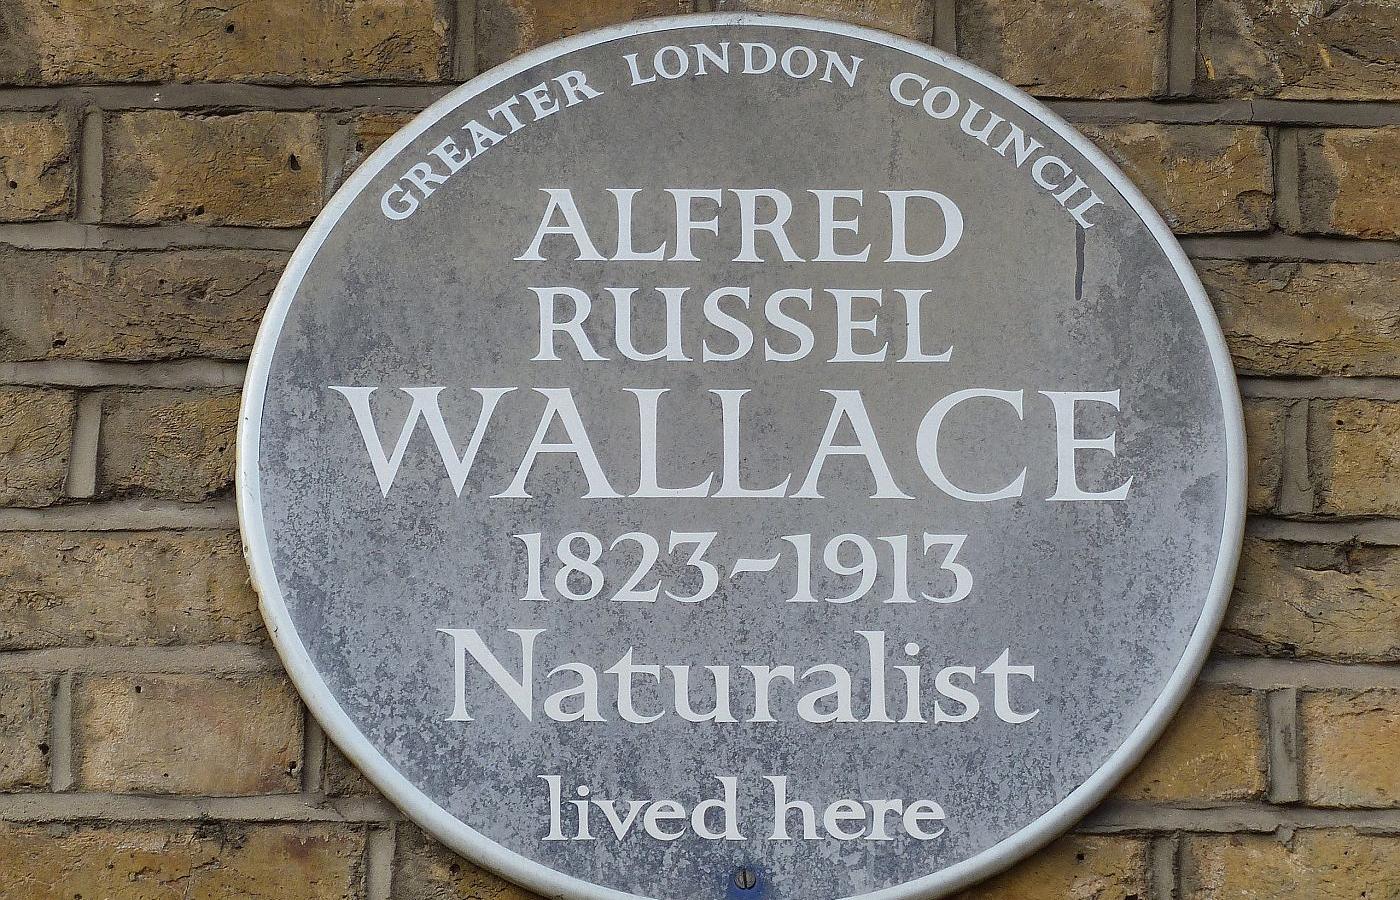 GREATER LONDON COUNCIL
ALFRED
RUSSEL
WALLACE
1823-1913
Naturalist
lived here